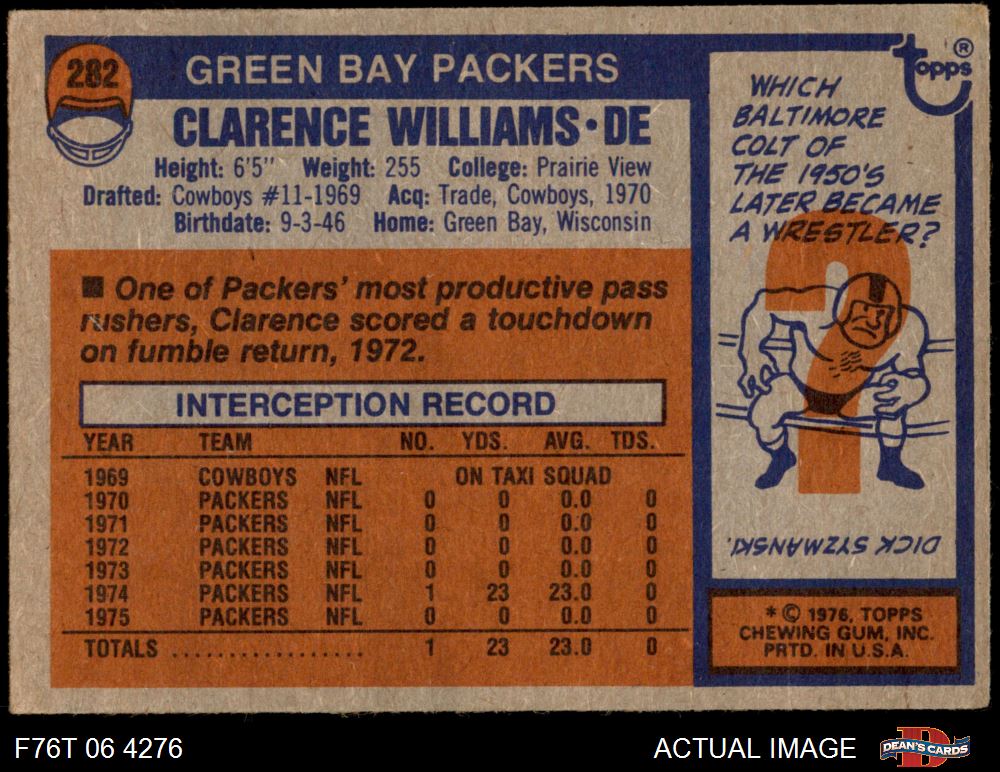 282
GREEN BAY PACKERS
CLARENCE WILLIAMS • DE
Height: 6'5" Weight: 255 College: Prairie View
Drafted: Cowboys #11-1969 Acq: Trade, Cowboys, 1970
Birthdate: 9-3-46 Home: Green Bay, Wisconsin
■ One of Packers' most productive pass
rushers, Clarence scored a touchdown
on fumble return, 1972.
INTERCEPTION RECORD
YEAR TEAM NO. YDS. AVG. TDS.
1969 COWBOYS NFL ON TAXI SQUAD
1970 PACKERS NFL 0 0 0.0 0
1971 PACKERS NFL 0 0 0.0 0
1972 PACKERS NFL 0 0 0.0 0
1973 PACKERS NFL 0 0 0.0 0
1974 PACKERS NFL 1 23 23.0 0
1975 PACKERS NFL 0 0 0.0 0
TOTALS .................. 1 23 23.0 0
Topps ®
WHICH
BALTIMORE
COLT OF
THE 1950'S
LATER BECAME
A WRESTLER?
?
DICK SYZMANSKI.
* © 1976, TOPPS
CHEWING GUM, INC.
PRTD. IN U.S.A.
F76T 06 4276
ACTUAL IMAGE
D
DEAN'S CARDS